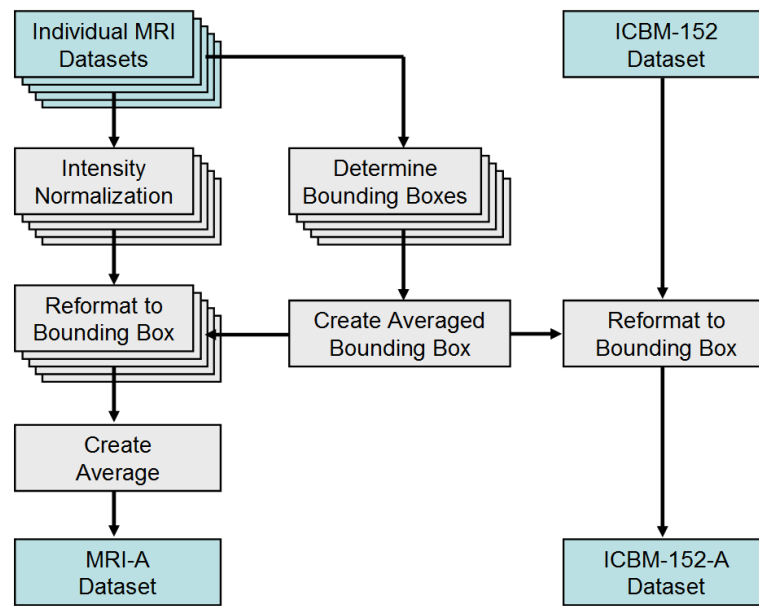 Individual MRI
Datasets
ICBM-152
Dataset
Intensity
Normalization
Determine
Bounding Boxes
Reformat to
Bounding Box
Create Averaged
Bounding Box
Reformat to
Bounding Box
Create
Average
MRI-A
Dataset
ICBM-152-A
Dataset